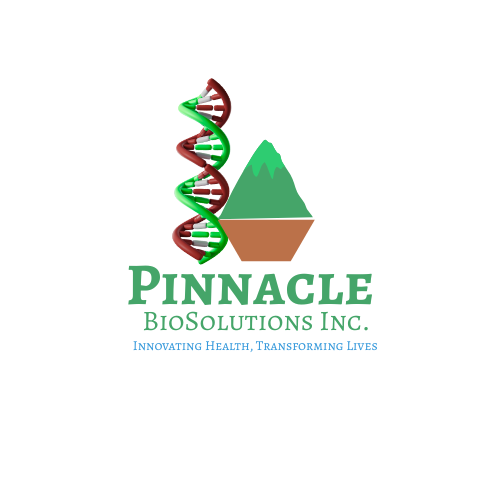 Pinnacle
BioSolutions Inc.
Innovating Health, Transforming Lives